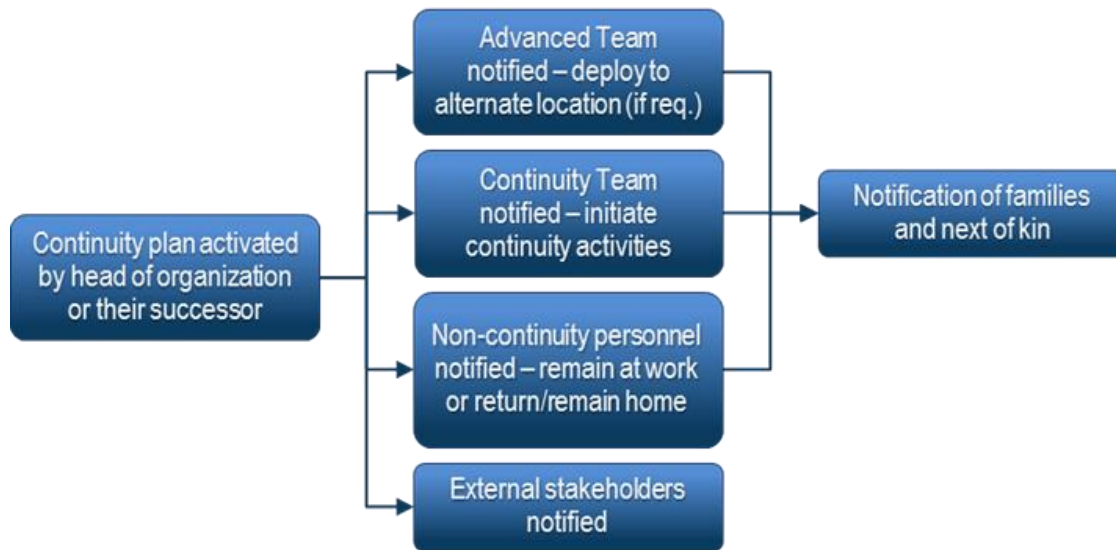 Continuity plan activated
by head of organization
or their successor
Advanced Team
notified – deploy to
alternate location (if req.)
Continuity Team
notified – initiate
continuity activities
Non-continuity personnel
notified – remain at work
or return/remain home
External stakeholders
notified
Notification of families
and next of kin